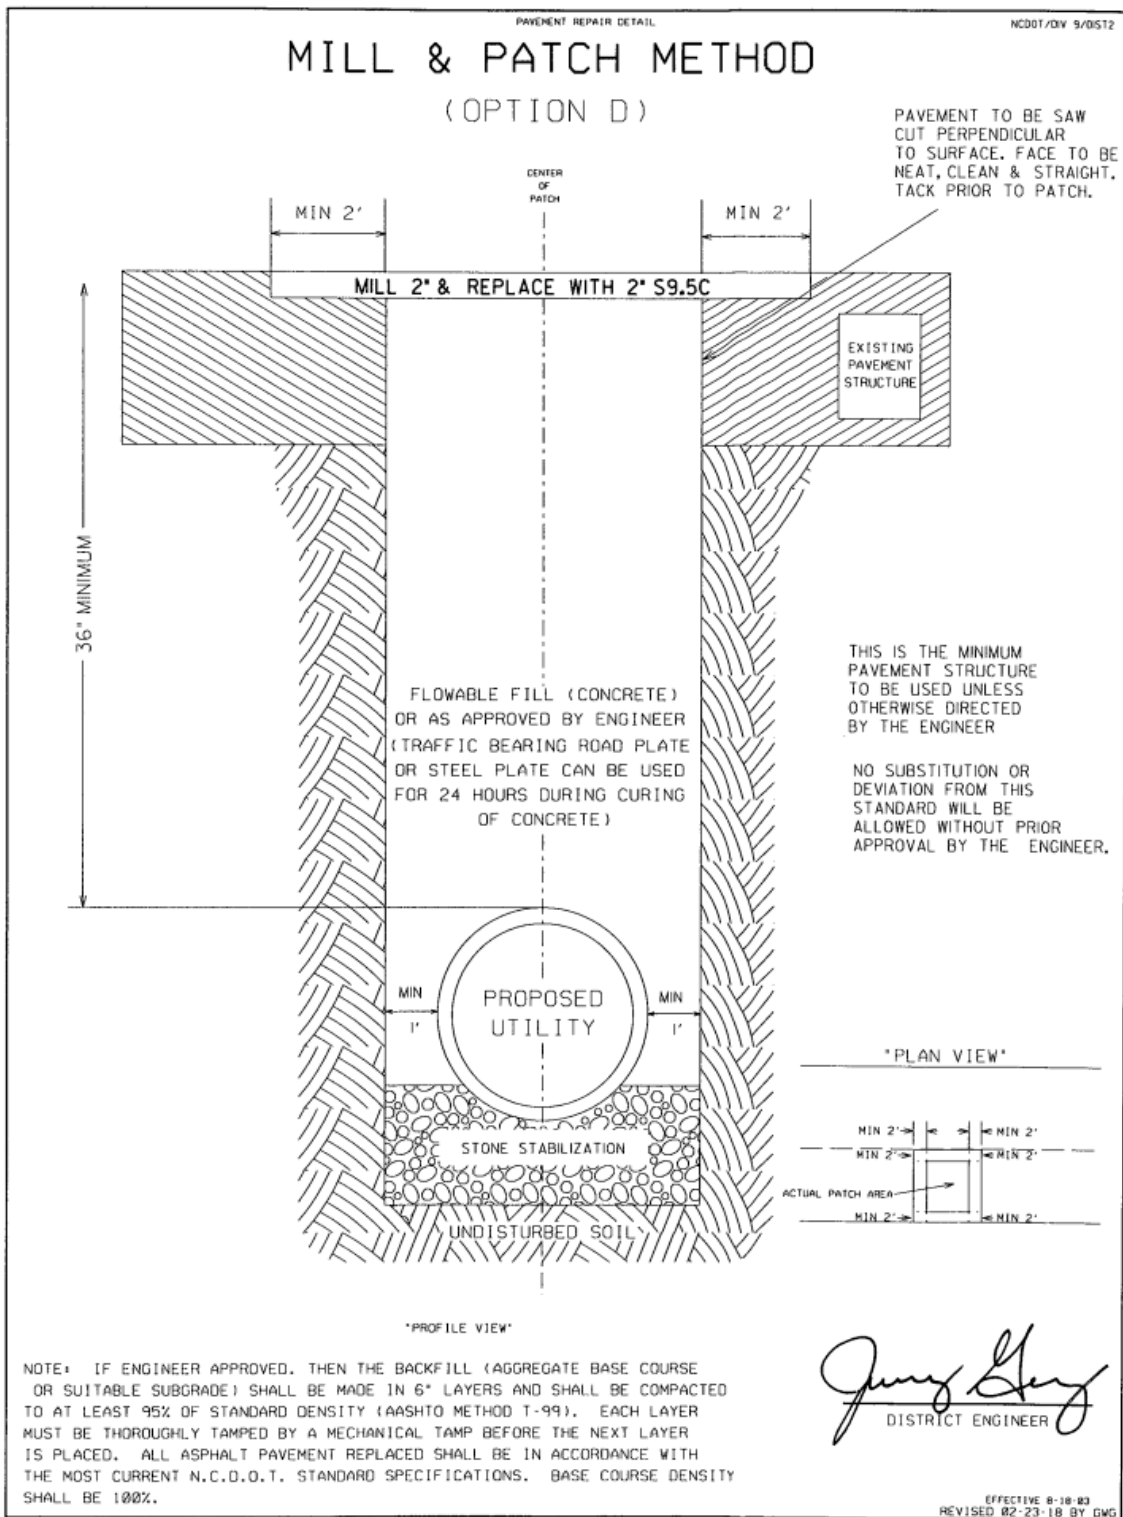 PAVEMENT REPAIR DETAIL
NCDOT/DIV 9/DIST2
MILL & PATCH METHOD
(OPTION D)
PAVEMENT TO BE SAW
CUT PERPENDICULAR
TO SURFACE. FACE TO BE
NEAT, CLEAN & STRAIGHT.
TACK PRIOR TO PATCH.
CENTER
OF
PATCH
MIN 2'
MIN 2'
MILL 2" & REPLACE WITH 2" S9.5C
EXISTING
PAVEMENT
STRUCTURE
36" MINIMUM
THIS IS THE MINIMUM
PAVEMENT STRUCTURE
TO BE USED UNLESS
OTHERWISE DIRECTED
BY THE ENGINEER
FLOWABLE FILL (CONCRETE)
OR AS APPROVED BY ENGINEER
(TRAFFIC BEARING ROAD PLATE
OR STEEL PLATE CAN BE USED
FOR 24 HOURS DURING CURING
OF CONCRETE)
NO SUBSTITUTION OR
DEVIATION FROM THIS
STANDARD WILL BE
ALLOWED WITHOUT PRIOR
APPROVAL BY THE ENGINEER.
MIN
1'
PROPOSED
UTILITY
MIN
1'
"PLAN VIEW"
MIN 2'
MIN 2'
MIN 2'
MIN 2'
ACTUAL PATCH AREA
MIN 2'
MIN 2'
STONE STABILIZATION
UNDISTURBED SOIL
"PROFILE VIEW"
NOTE: IF ENGINEER APPROVED. THEN THE BACKFILL (AGGREGATE BASE COURSE
OR SUITABLE SUBGRADE) SHALL BE MADE IN 6" LAYERS AND SHALL BE COMPACTED
TO AT LEAST 95% OF STANDARD DENSITY (AASHTO METHOD T-99). EACH LAYER
MUST BE THOROUGHLY TAMPED BY A MECHANICAL TAMP BEFORE THE NEXT LAYER
IS PLACED. ALL ASPHALT PAVEMENT REPLACED SHALL BE IN ACCORDANCE WITH
THE MOST CURRENT N.C.D.O.T. STANDARD SPECIFICATIONS. BASE COURSE DENSITY
SHALL BE 100%.
DISTRICT ENGINEER
EFFECTIVE 8-18-03
REVISED 02-23-18 BY GWG